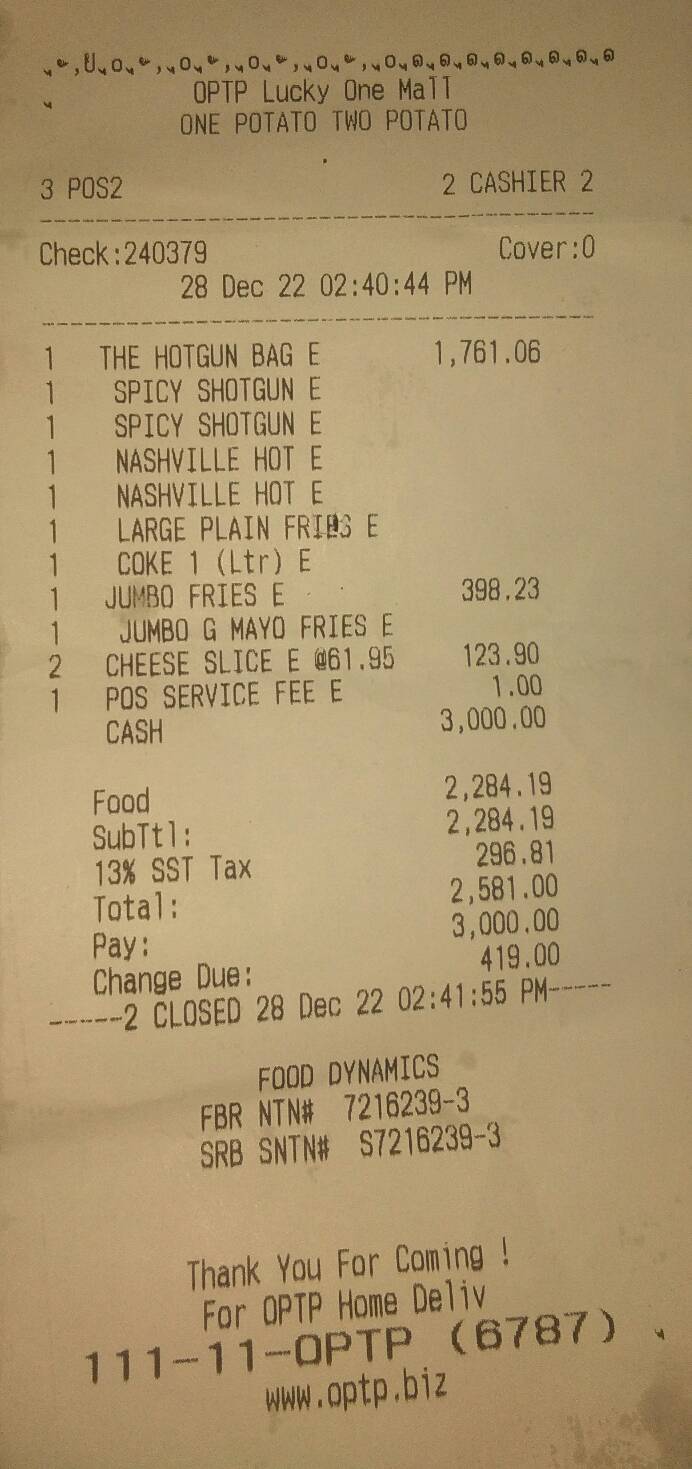 OPTP Lucky One Mall
ONE POTATO TWO POTATO
3 POS2 2 CASHIER 2
Check:240379 Cover:0
28 Dec 22 02:40:44 PM
1 THE HOTGUN BAG E 1,761.06
1 SPICY SHOTGUN E
1 SPICY SHOTGUN E
1 NASHVILLE HOT E
1 NASHVILLE HOT E
1 LARGE PLAIN FRIES E
1 COKE 1 (Ltr) E
1 JUMBO FRIES E 398.23
1 JUMBO G MAYO FRIES E
2 CHEESE SLICE E @61.95 123.90
1 POS SERVICE FEE E 1.00
CASH 3,000.00
Food 2,284.19
SubTtl: 2,284.19
13% SST Tax 296.81
Total: 2,581.00
Pay: 3,000.00
Change Due: 419.00
------2 CLOSED 28 Dec 22 02:41:55 PM-----
FOOD DYNAMICS
FBR NTN# 7216239-3
SRB SNTN# S7216239-3
Thank You For Coming !
For OPTP Home Deliv
111-11-OPTP (6787)
www.optp.biz